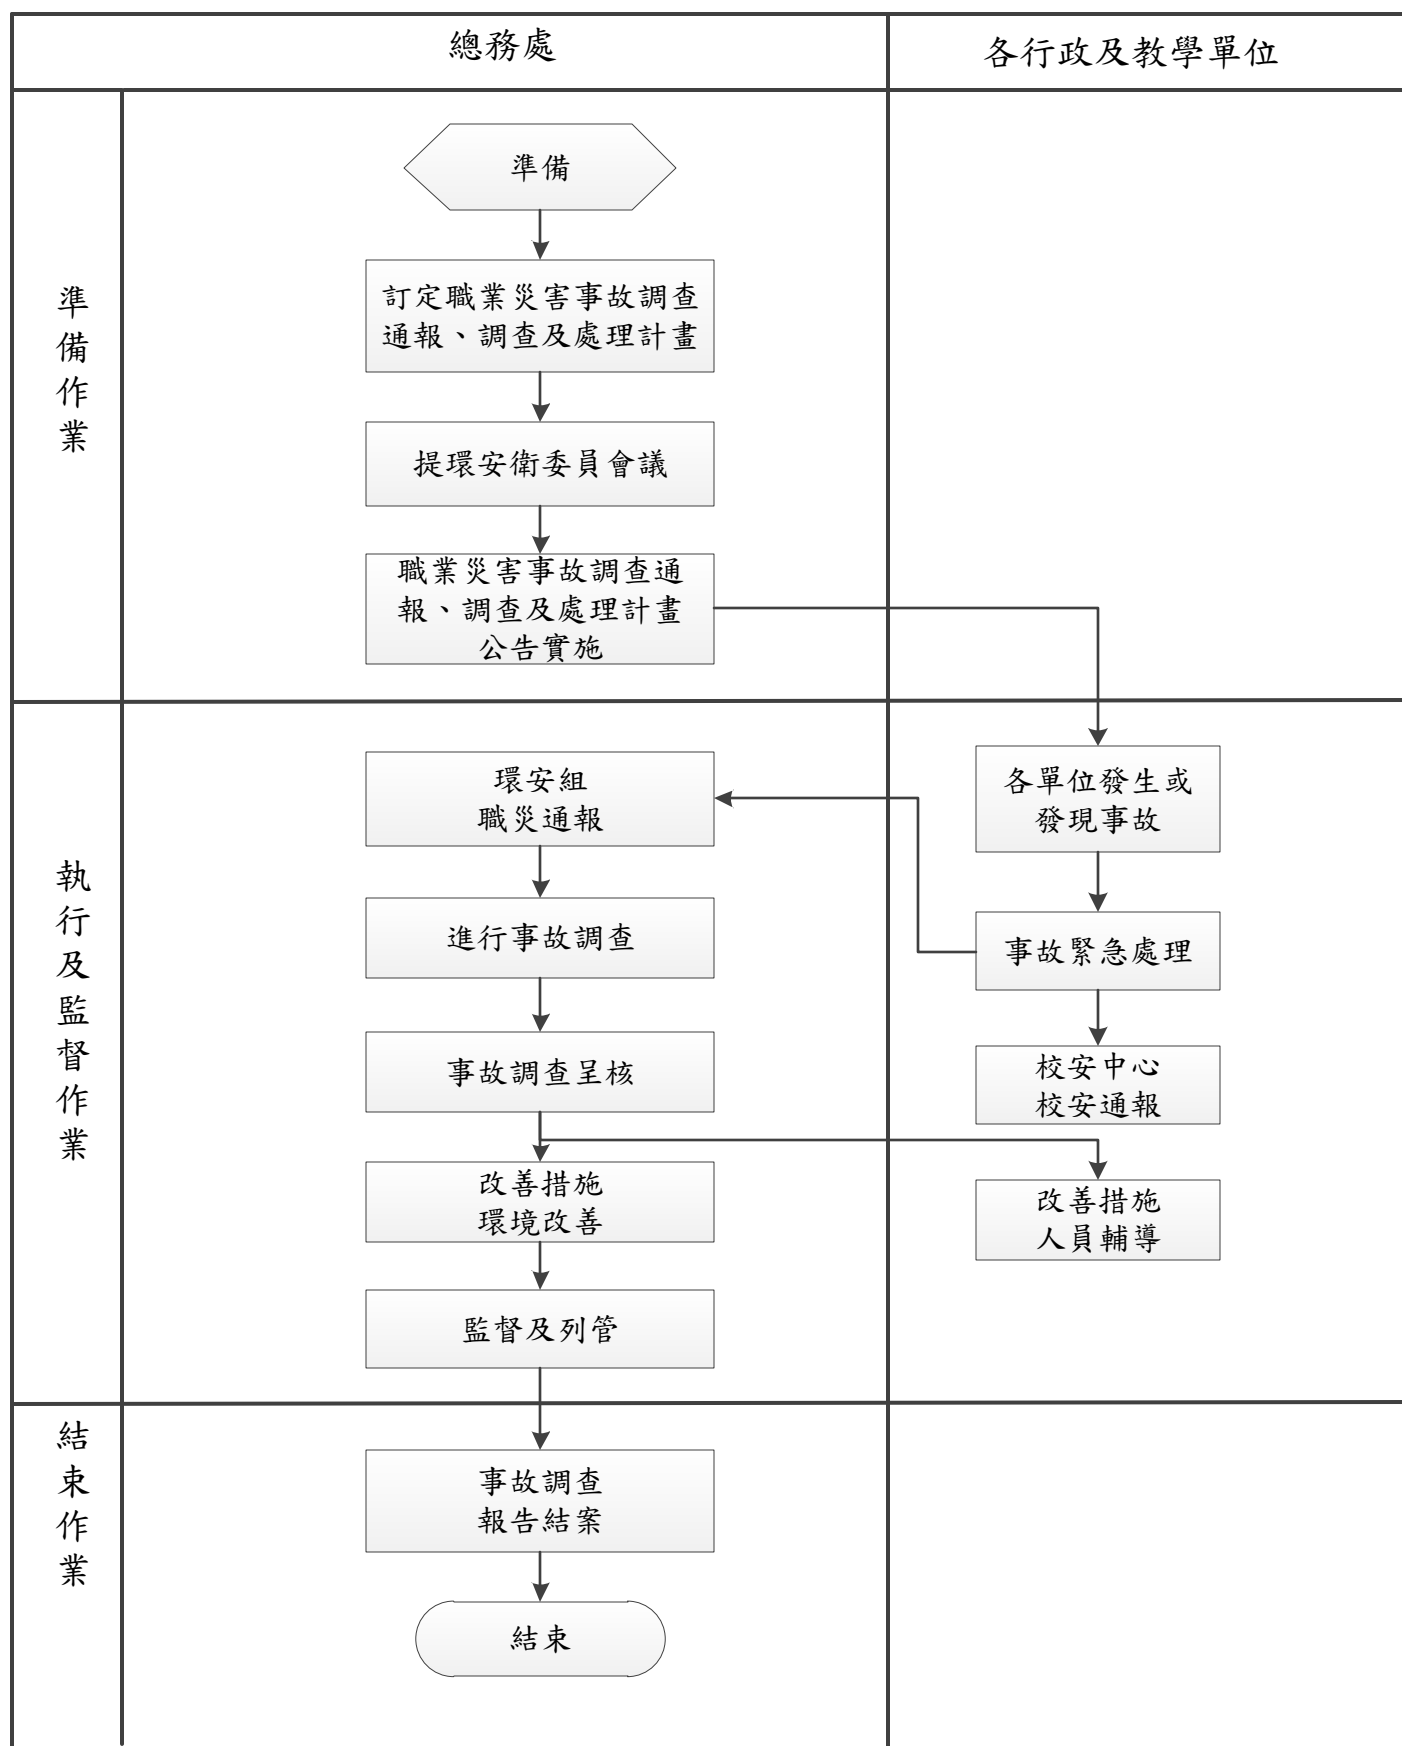 總務處
各行政及教學單位
準備作業
準備
訂定職業災害事故調查
通報、調查及處理計畫
提環安衛委員會議
職業災害事故調查通
報、調查及處理計畫
公告實施
執行及監督作業
環安組
職災通報
各單位發生或
發現事故
進行事故調查
事故緊急處理
事故調查呈核
校安中心
校安通報
改善措施
環境改善
改善措施
人員輔導
監督及列管
結束作業
事故調查
報告結案
結束